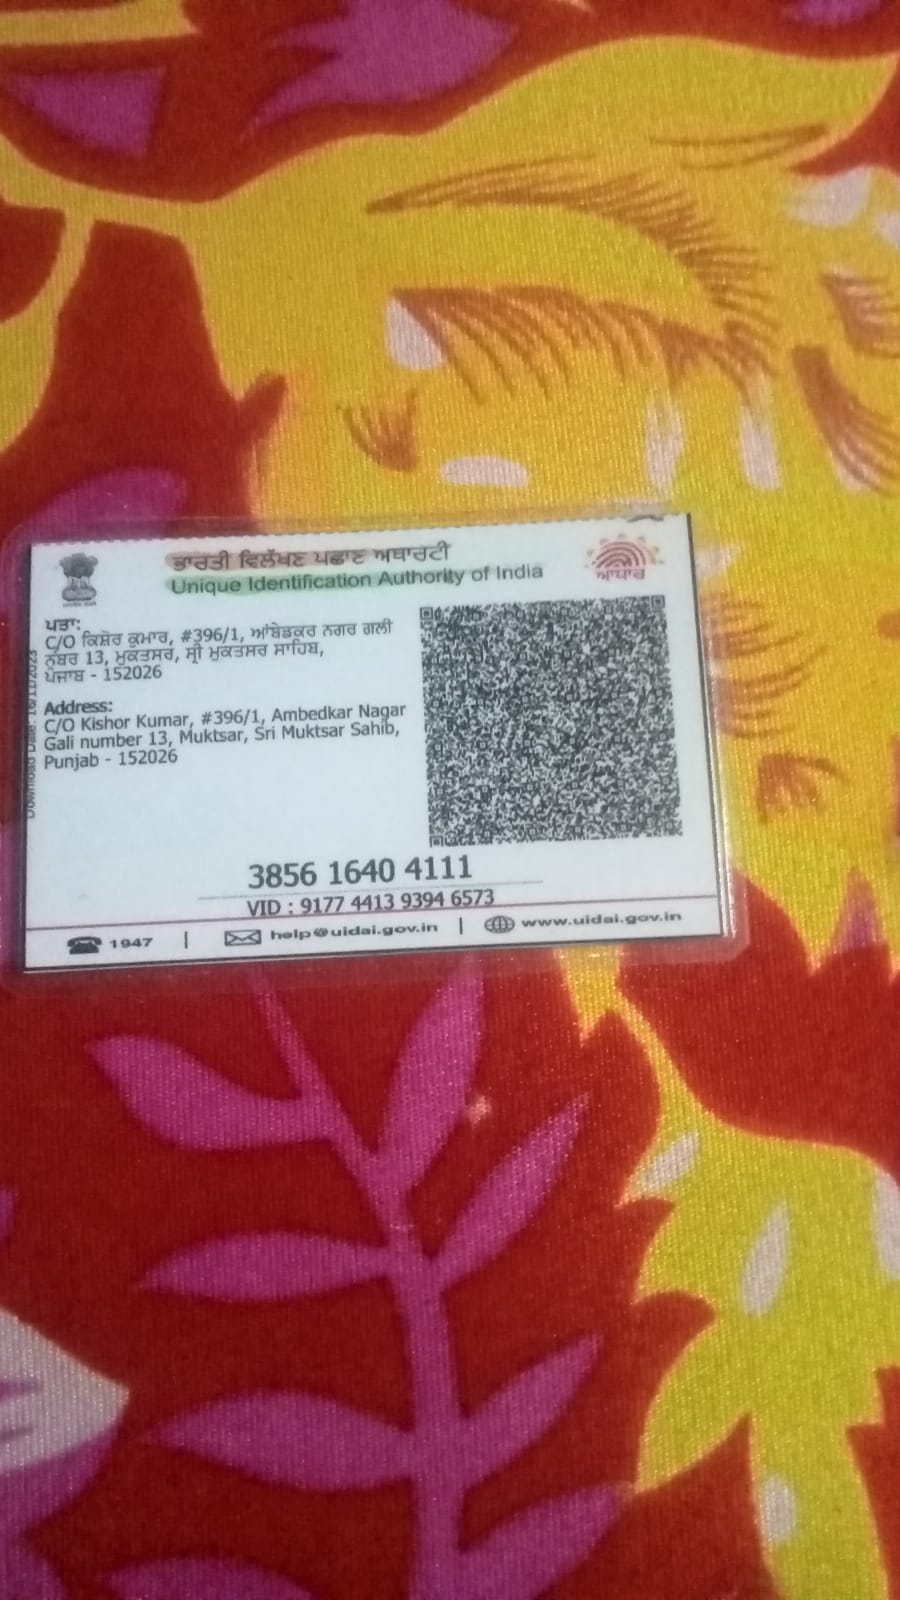 ਭਾਰਤੀ ਵਿਲੱਖਣ ਪਛਾਣ ਅਥਾਰਟੀ
Unique Identification Authority of India
ਆਧਾਰ
ਪਤਾ:
C/O ਕਿਸ਼ੋਰ ਕੁਮਾਰ, #396/1, ਅੰਬੇਡਕਰ ਨਗਰ ਗਲੀ
ਨੰਬਰ 13, ਮੁਕਤਸਰ, ਸ੍ਰੀ ਮੁਕਤਸਰ ਸਾਹਿਬ,
ਪੰਜਾਬ - 152026
Address:
C/O Kishor Kumar, #396/1, Ambedkar Nagar
Gali number 13, Muktsar, Sri Muktsar Sahib,
Punjab - 152026
3856 1640 4111
VID : 9177 4413 9394 6573
1947 | help@uidai.gov.in | www.uidai.gov.in